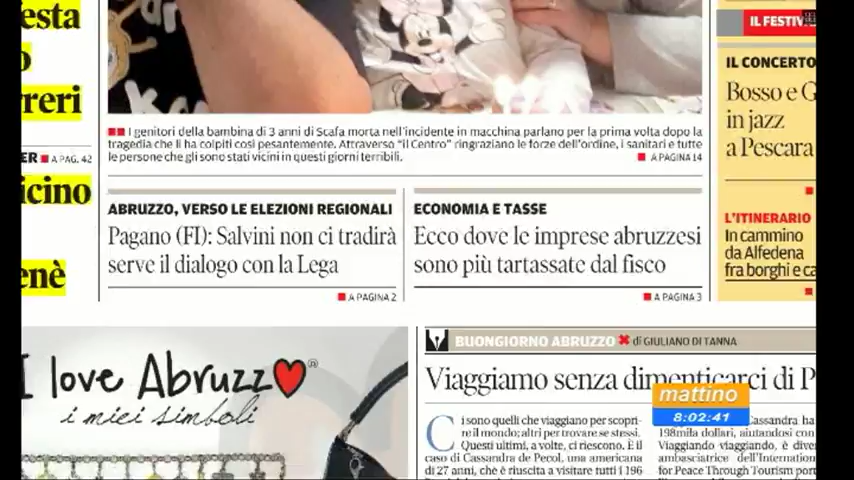 esta
o
rreri
ER A PAG. 42
icino
enè
I genitori della bambina di 3 anni di Scafa morta nell'incidente in macchina parlano per la prima volta dopo la
tragedia che li ha colpiti così pesantemente. Attraverso "il Centro" ringraziano le forze dell'ordine, i sanitari e tutte
le persone che gli sono stati vicini in questi giorni terribili.
A PAGINA 14
ABRUZZO, VERSO LE ELEZIONI REGIONALI
Pagano (FI): Salvini non ci tradirà
serve il dialogo con la Lega
A PAGINA 2
ECONOMIA E TASSE
Ecco dove le imprese abruzzesi
sono più tartassate dal fisco
A PAGINA 3
IL FESTIV
IL CONCERTO
Bosso e G
in jazz
a Pescara
L'ITINERARIO
In cammino
da Alfedena
fra borghi e ca
I love Abruzzo®
i miei simboli
BUONGIORNO ABRUZZO di GIULIANO DI TANNA
Viaggiamo senza dimenticarci di P
Ci sono quelli che viaggiano per scopri-
re il mondo; altri per trovare se stessi.
Questi ultimi, a volte, ci riescono. È il
caso di Cassandra de Pecol, una americana
di 27 anni, che è riuscita a visitare tutti i 196
Cassandra ha
198mila dollari, aiutandosi con
Viaggiando viaggiando, è dive
ambasciatrice dell'Internation
for Peace Through Tourism por
mattino
8:02:41